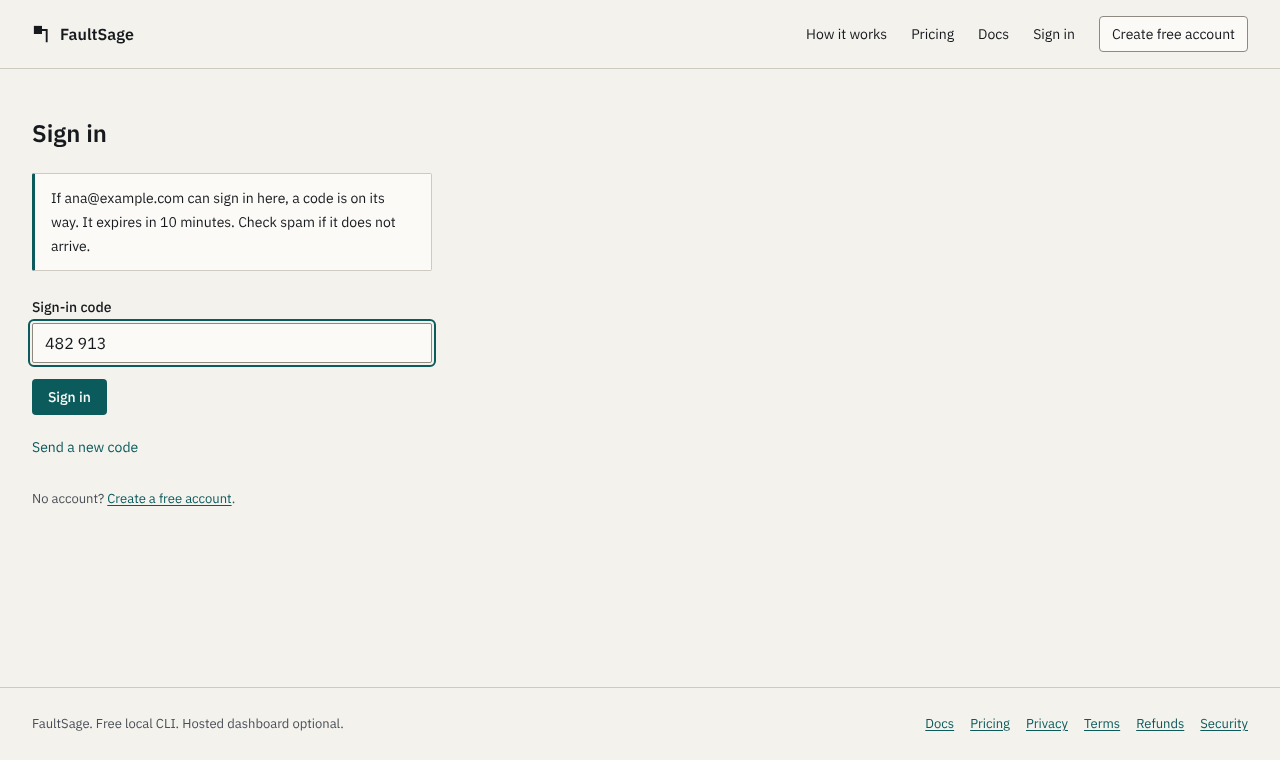 FaultSage
How it works
Pricing
Docs
Sign in
Create free account
Sign in
If ana@example.com can sign in here, a code is on its
way. It expires in 10 minutes. Check spam if it does not
arrive.
Sign-in code
482 913
Sign in
Send a new code
No account? Create a free account.
FaultSage. Free local CLI. Hosted dashboard optional.
Docs
Pricing
Privacy
Terms
Refunds
Security